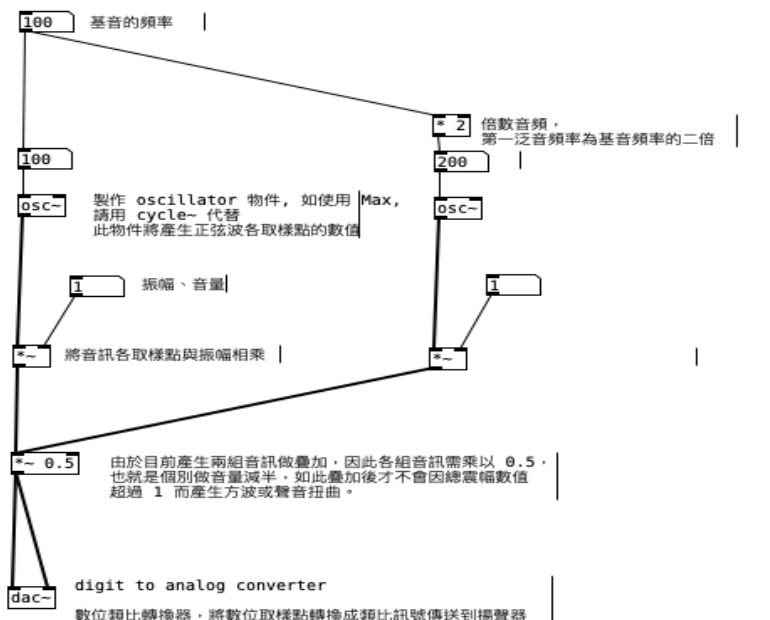 100 基音的頻率
* 2 倍數音頻，
第一泛音頻率為基音頻率的二倍
100
200
osc~
製作 oscillator 物件, 如使用 Max,
請用 cycle~ 代替
此物件將產生正弦波各取樣點的數值
osc~
1 振幅、音量
1
*~ 將音訊各取樣點與振幅相乘
*~
*~ 0.5
由於目前產生兩組音訊做疊加，因此各組音訊需乘以 0.5，
也就是個別做音量減半，如此疊加後才不會因總震幅數值
超過 1 而產生方波或聲音扭曲。
dac~
digit to analog converter
數位類比轉換器，將數位取樣點轉換成類比訊號傳送到揚聲器